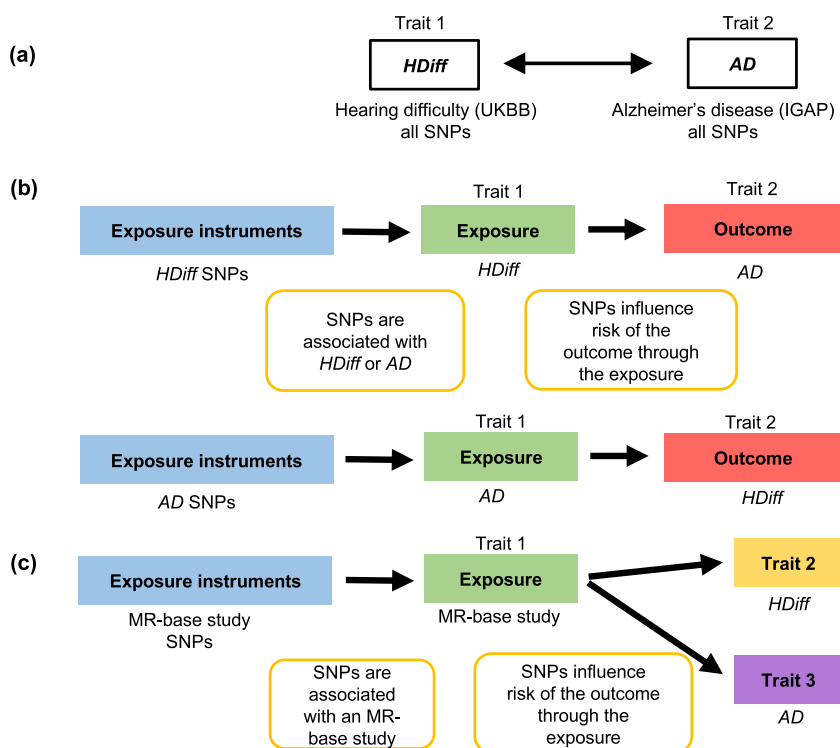 (a)
Trait 1
Trait 2
HDiff
AD
Hearing difficulty (UKBB)
all SNPs
Alzheimer's disease (IGAP)
all SNPs
(b)
Trait 1
Trait 2
Exposure instruments
Exposure
Outcome
HDiff SNPs
HDiff
AD
SNPs are
associated with
HDiff or AD
SNPs influence
risk of the
outcome through
the exposure
Trait 1
Trait 2
Exposure instruments
Exposure
Outcome
AD SNPs
AD
HDiff
(c)
Trait 1
Exposure instruments
Exposure
Trait 2
MR-base study
SNPs
MR-base study
HDiff
SNPs are
associated
with an MR-
base study
SNPs influence
risk of the outcome
through the
exposure
Trait 3
AD